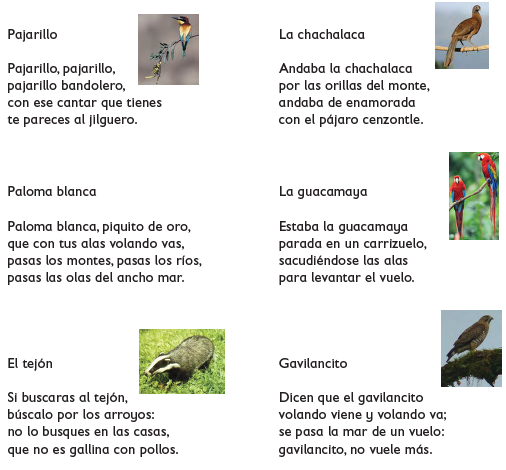 Pajarillo
Pajarillo, pajarillo,
pajarillo bandolero,
con ese cantar que tienes
te pareces al jilguero.
La chachalaca
Andaba la chachalaca
por las orillas del monte,
andaba de enamorada
con el pájaro cenzontle.
Paloma blanca
Paloma blanca, piquito de oro,
que con tus alas volando vas,
pasas los montes, pasas los ríos,
pasas las olas del ancho mar.
La guacamaya
Estaba la guacamaya
parada en un carrizuelo,
sacudiéndose las alas
para levantar el vuelo.
El tejón
Si buscaras al tejón,
búscalo por los arroyos:
no lo busques en las casas,
que no es gallina con pollos.
Gavilancito
Dicen que el gavilancito
volando viene y volando va;
se pasa la mar de un vuelo:
gavilancito, no vuele más.